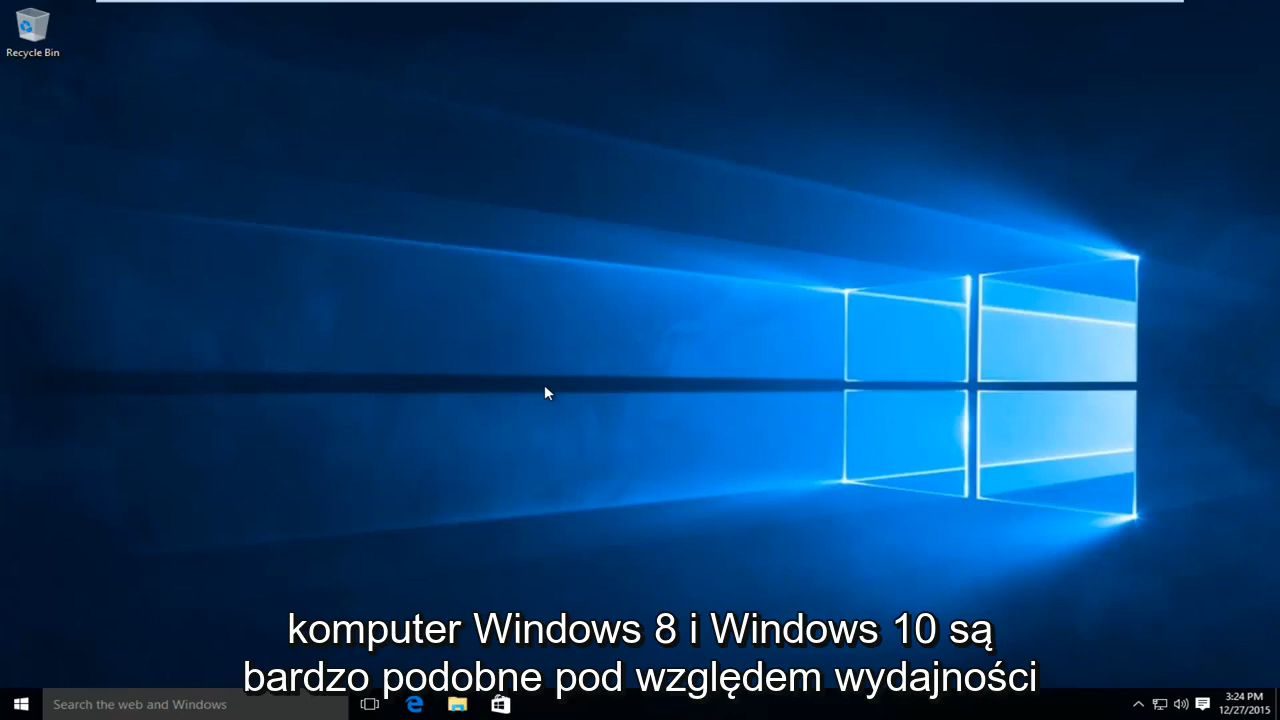 Recycle Bin
komputer Windows 8 i Windows 10 są
bardzo podobne pod względem wydajności
Search the web and Windows
3:24 PM
12/27/2015